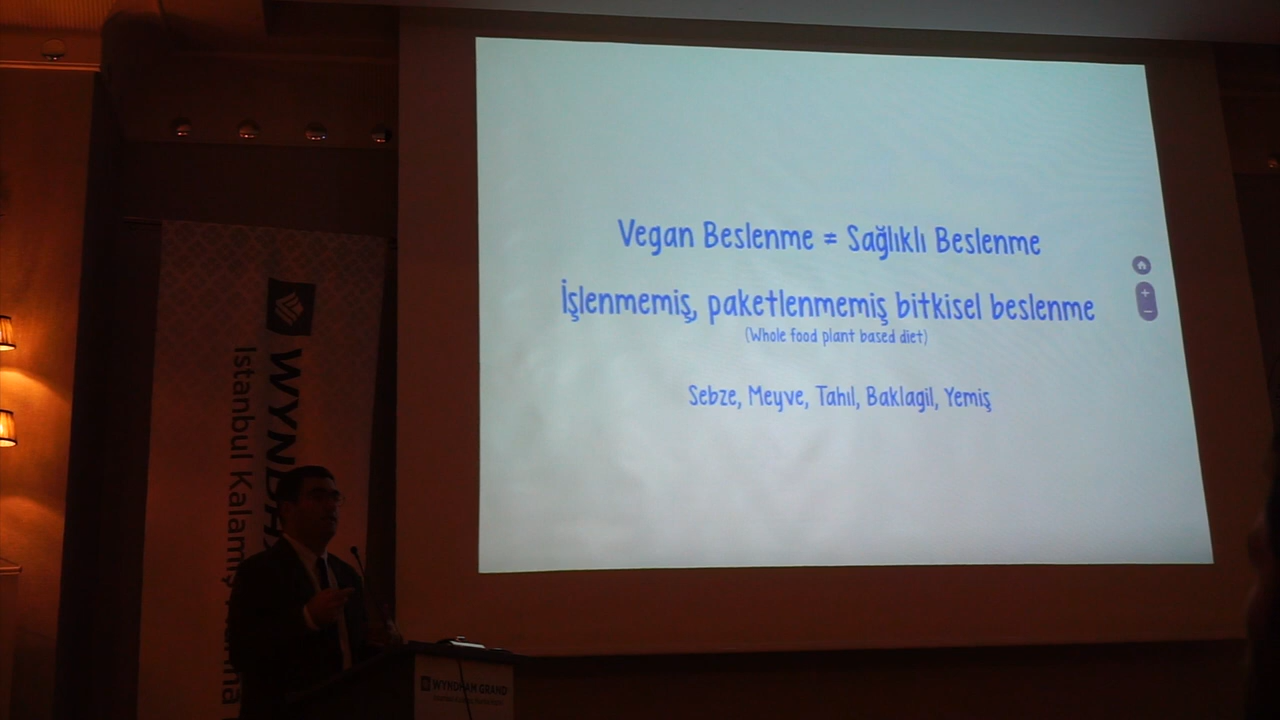 Vegan Beslenme ≠ Sağlıklı Beslenme
İşlenmemiş, paketlenmemiş bitkisel beslenme
(Whole food plant based diet)
Sebze, Meyve, Tahıl, Baklagil, Yemiş
Istanbul Kalamış
WYNDHAM GRAND